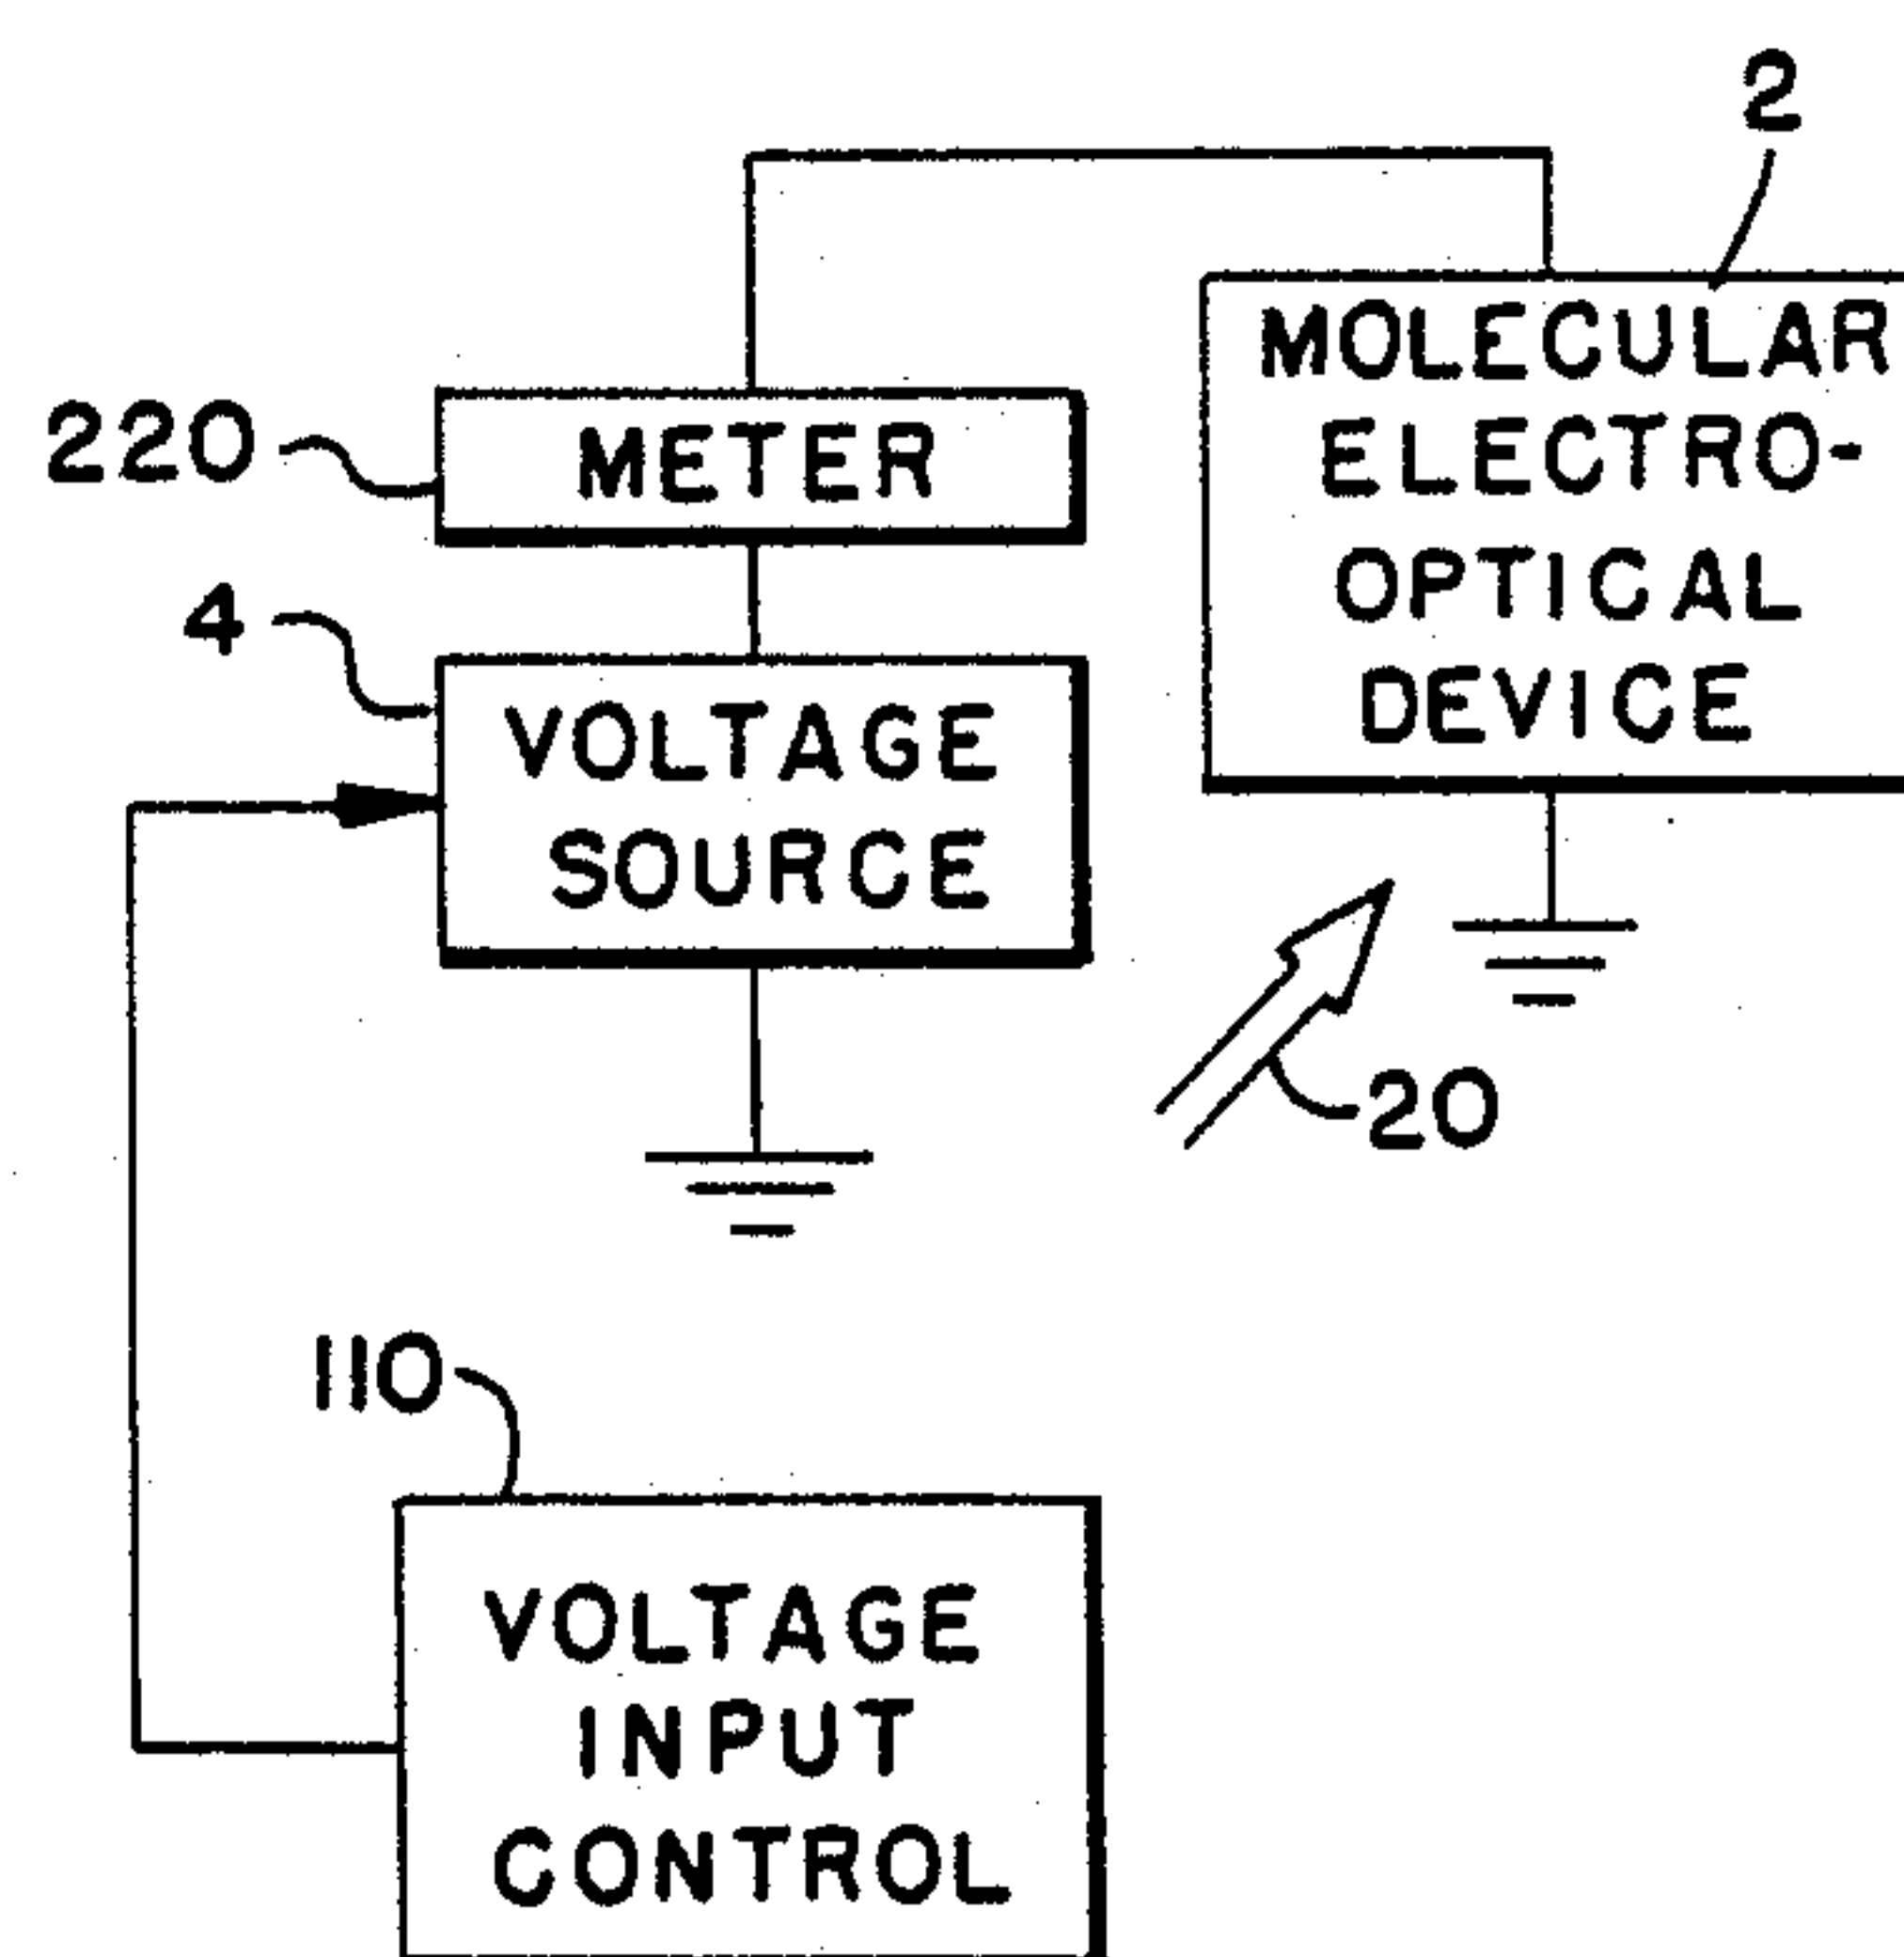 2
MOLECULAR
ELECTRO-
OPTICAL
DEVICE
220
METER
4
VOLTAGE
SOURCE
20
110
VOLTAGE
INPUT
CONTROL